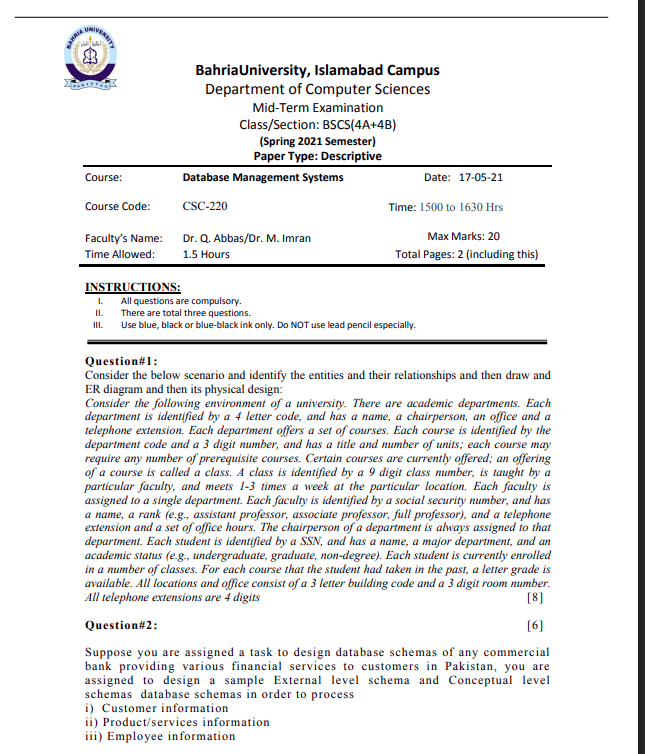 BAHRIA UNIVERSITY
PAKISTAN
BahriaUniversity, Islamabad Campus
Department of Computer Sciences
Mid-Term Examination
Class/Section: BSCS(4A+4B)
(Spring 2021 Semester)
Paper Type: Descriptive
Course: Database Management Systems Date: 17-05-21
Course Code: CSC-220 Time: 1500 to 1630 Hrs
Faculty's Name: Dr. Q. Abbas/Dr. M. Imran Max Marks: 20
Time Allowed: 1.5 Hours Total Pages: 2 (including this)
INSTRUCTIONS:
I. All questions are compulsory.
II. There are total three questions.
III. Use blue, black or blue-black ink only. Do NOT use lead pencil especially.
Question#1:
Consider the below scenario and identify the entities and their relationships and then draw and
ER diagram and then its physical design:
Consider the following environment of a university. There are academic departments. Each
department is identified by a 4 letter code, and has a name, a chairperson, an office and a
telephone extension. Each department offers a set of courses. Each course is identified by the
department code and a 3 digit number, and has a title and number of units; each course may
require any number of prerequisite courses. Certain courses are currently offered; an offering
of a course is called a class. A class is identified by a 9 digit class number, is taught by a
particular faculty, and meets 1-3 times a week at the particular location. Each faculty is
assigned to a single department. Each faculty is identified by a social security number, and has
a name, a rank (e.g., assistant professor, associate professor, full professor), and a telephone
extension and a set of office hours. The chairperson of a department is always assigned to that
department. Each student is identified by a SSN, and has a name, a major department, and an
academic status (e.g., undergraduate, graduate, non-degree). Each student is currently enrolled
in a number of classes. For each course that the student had taken in the past, a letter grade is
available. All locations and office consist of a 3 letter building code and a 3 digit room number.
All telephone extensions are 4 digits [8]
Question#2: [6]
Suppose you are assigned a task to design database schemas of any commercial
bank providing various financial services to customers in Pakistan, you are
assigned to design a sample External level schema and Conceptual level
schemas database schemas in order to process
i) Customer information
ii) Product/services information
iii) Employee information